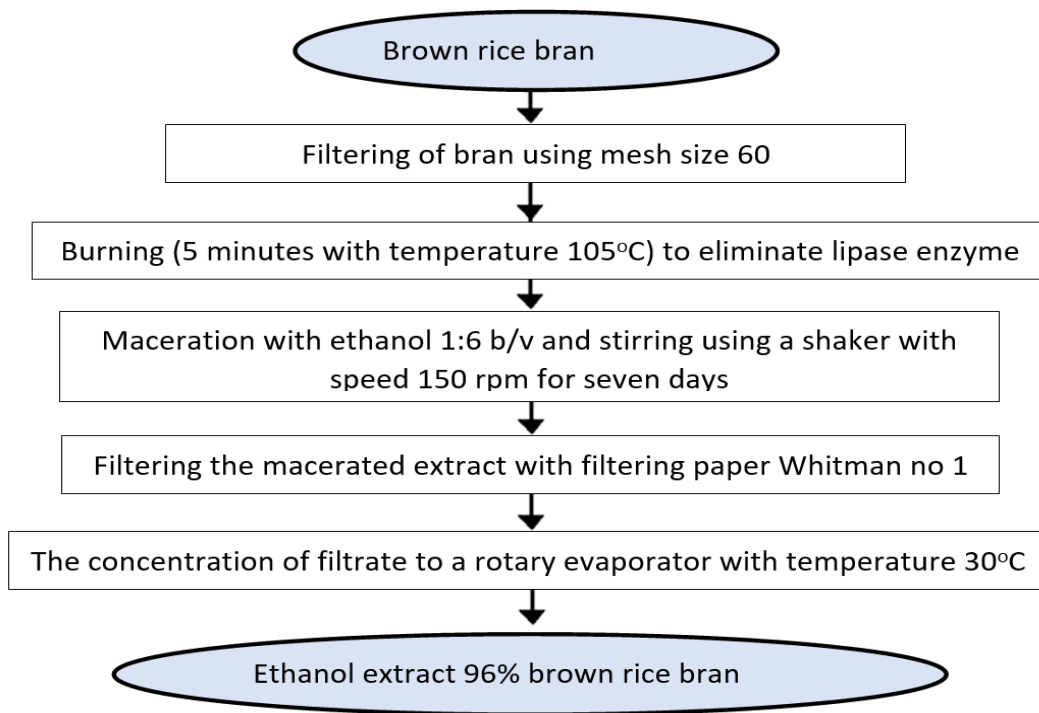 Brown rice bran
Filtering of bran using mesh size 60
Burning (5 minutes with temperature 105°C) to eliminate lipase enzyme
Maceration with ethanol 1:6 b/v and stirring using a shaker with
speed 150 rpm for seven days
Filtering the macerated extract with filtering paper Whitman no 1
The concentration of filtrate to a rotary evaporator with temperature 30°C
Ethanol extract 96% brown rice bran